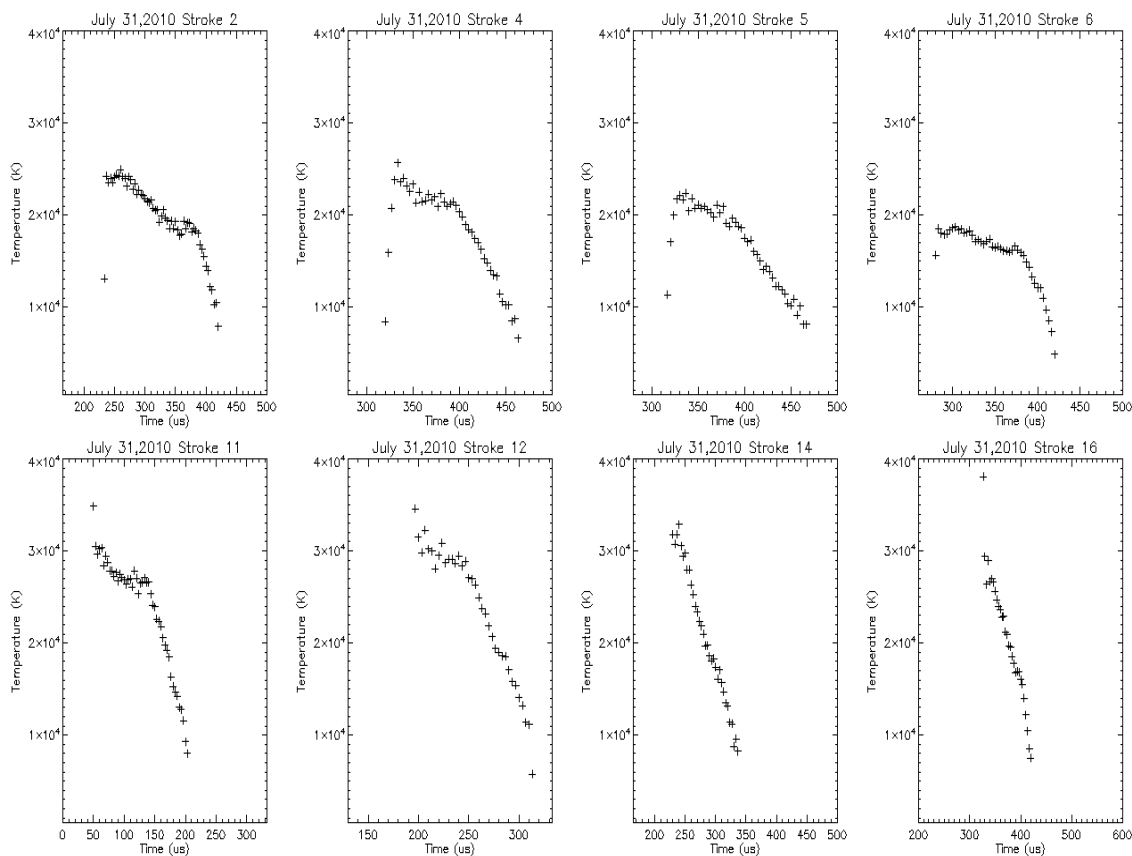 July 31,2010 Stroke 2
July 31,2010 Stroke 4
July 31,2010 Stroke 5
July 31,2010 Stroke 6
4×10⁴
3×10⁴
2×10⁴
1×10⁴
Temperature (K)
200 250 300 350 400 450 500
Time (us)
4×10⁴
3×10⁴
2×10⁴
1×10⁴
Temperature (K)
350 400 450 500
Time (us)
4×10⁴
3×10⁴
2×10⁴
1×10⁴
Temperature (K)
300 350 400 450 500
Time (us)
4×10⁴
3×10⁴
2×10⁴
1×10⁴
Temperature (K)
300 350 400 450 500
Time (us)
July 31,2010 Stroke 11
July 31,2010 Stroke 12
July 31,2010 Stroke 14
July 31,2010 Stroke 16
4×10⁴
3×10⁴
2×10⁴
1×10⁴
Temperature (K)
0 50 100 150 200 250 300
Time (us)
4×10⁴
3×10⁴
2×10⁴
1×10⁴
Temperature (K)
150 200 250 300
Time (us)
4×10⁴
3×10⁴
2×10⁴
1×10⁴
Temperature (K)
200 250 300 350 400 450 500
Time (us)
4×10⁴
3×10⁴
2×10⁴
1×10⁴
Temperature (K)
200 300 400 500 600
Time (us)